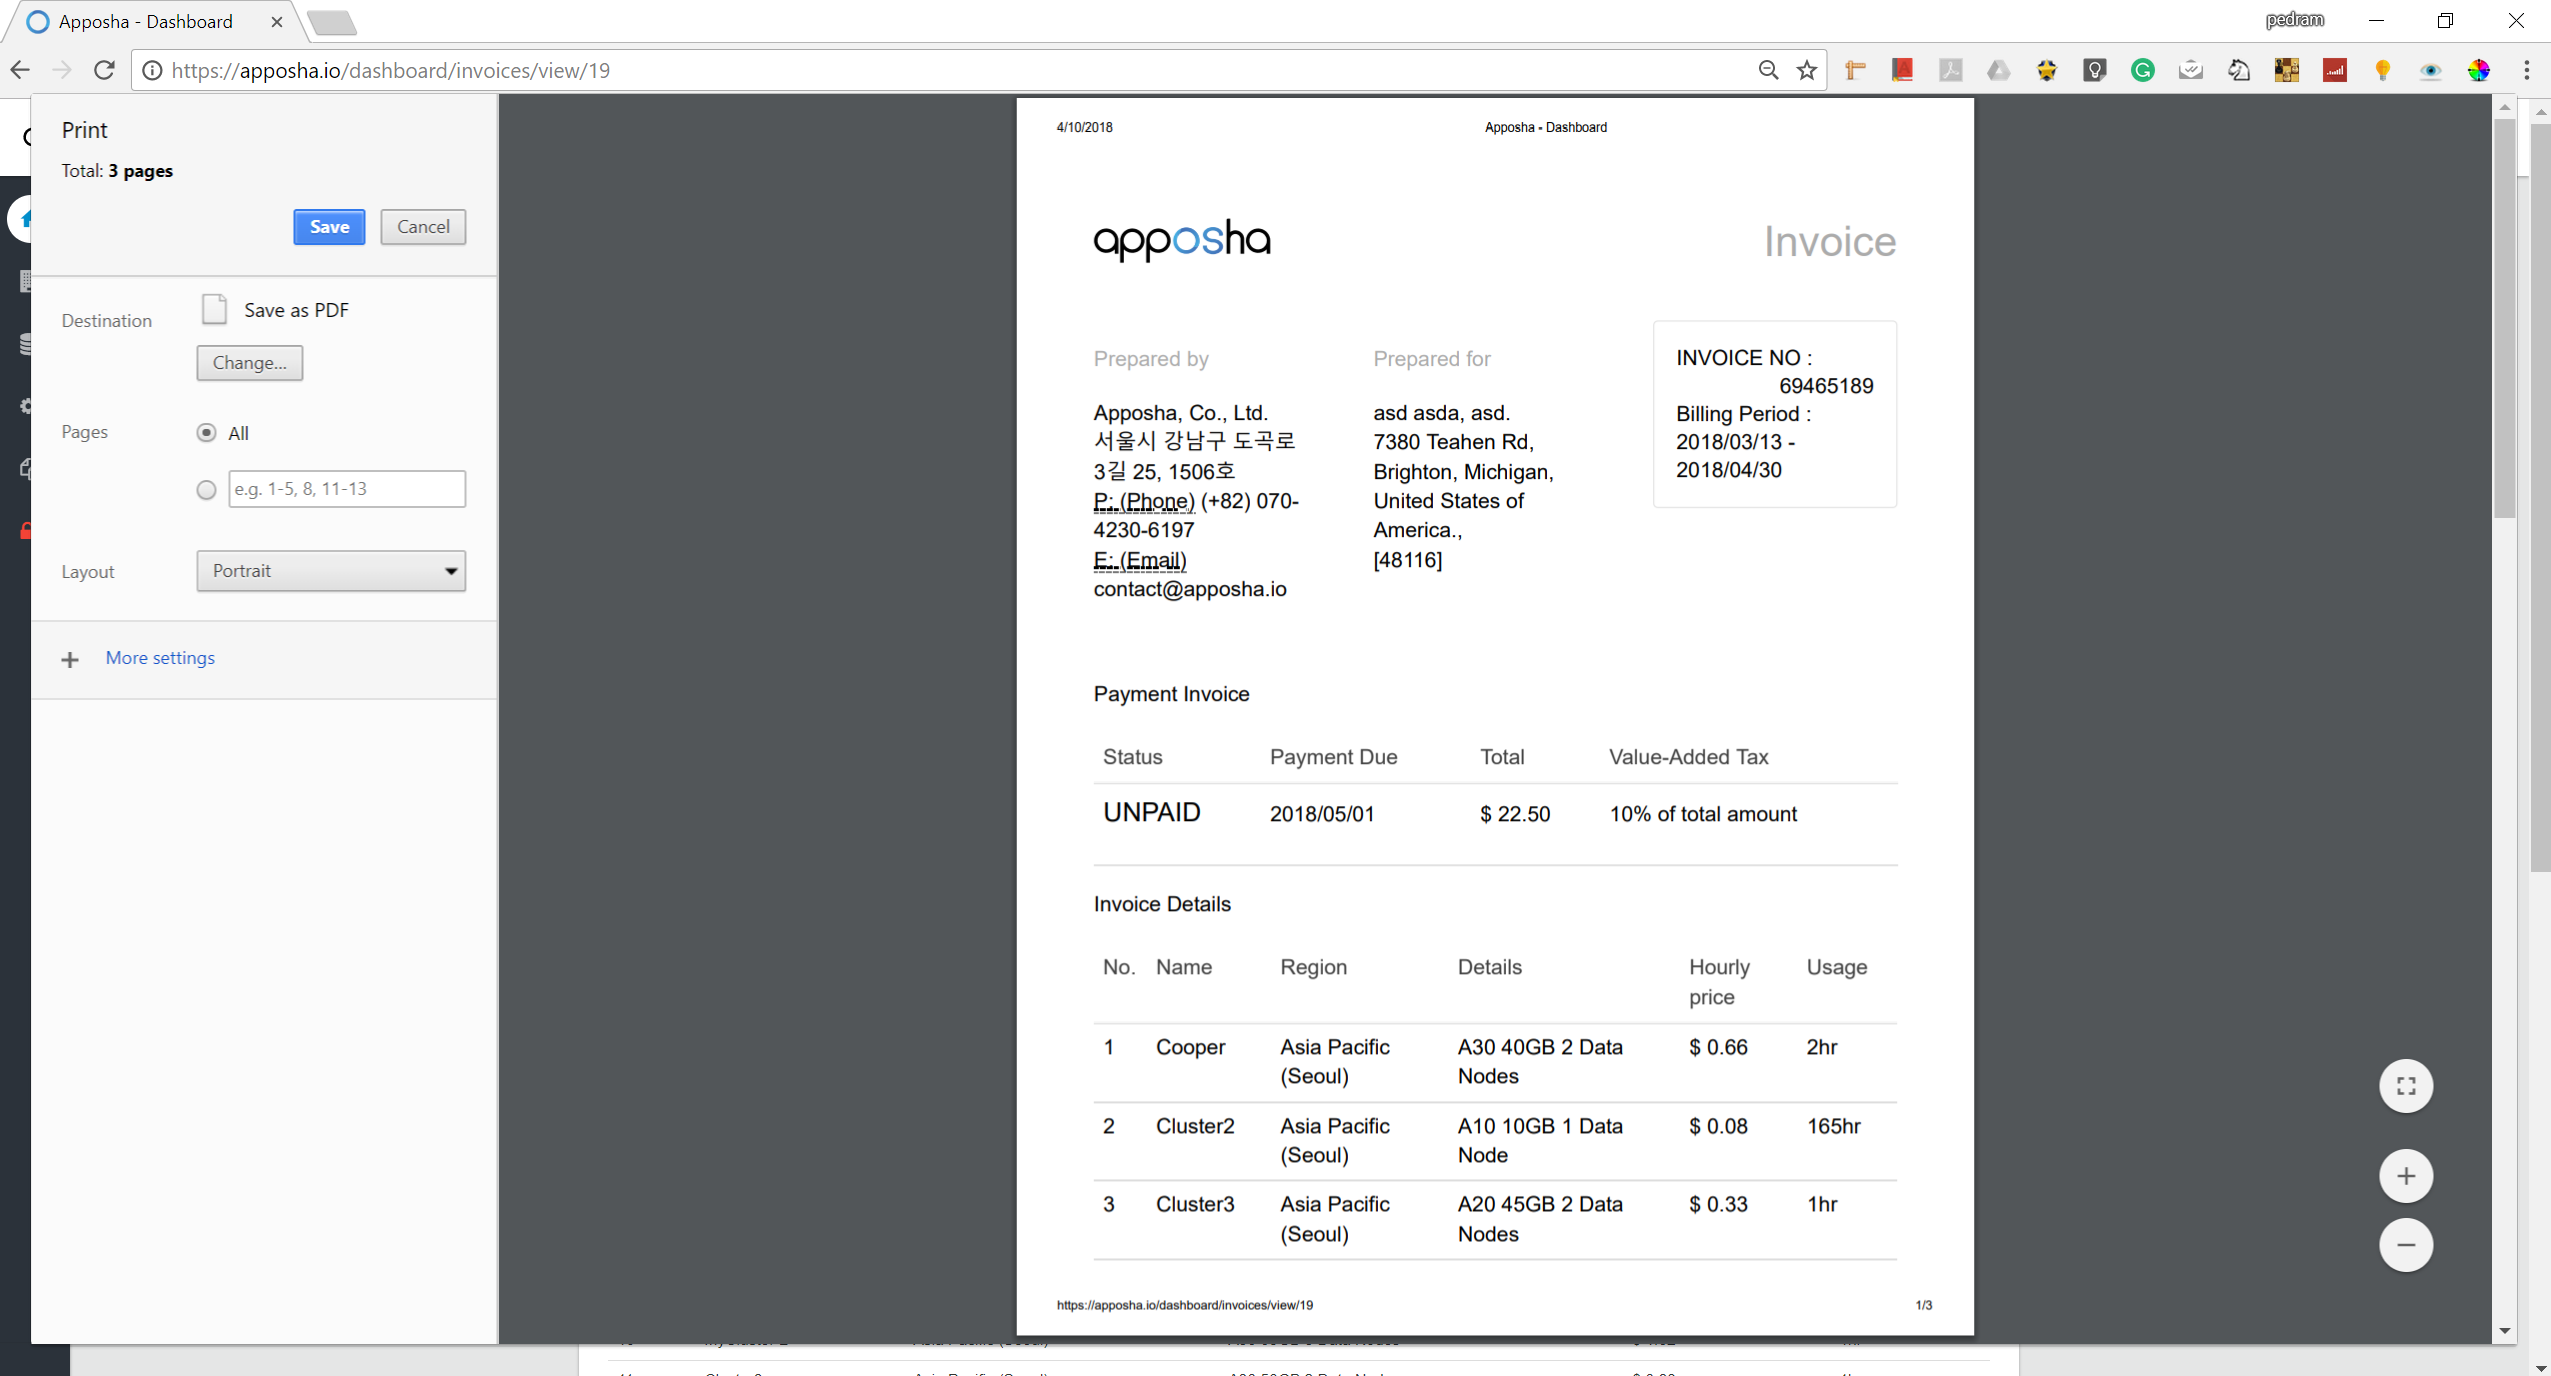 Apposha - Dashboard
pedram
https://apposha.io/dashboard/invoices/view/19
Print
Total: 3 pages
Save
Cancel
Destination
Save as PDF
Change...
Pages
All
e.g. 1-5, 8, 11-13
Layout
Portrait
More settings
4/10/2018
Apposha - Dashboard
apposha
Invoice
Prepared by
Apposha, Co., Ltd.
서울시 강남구 도곡로
3길 25, 1506호
P: (Phone) (+82) 070-
4230-6197
E: (Email)
contact@apposha.io
Prepared for
asd asda, asd.
7380 Teahen Rd,
Brighton, Michigan,
United States of
America.,
[48116]
INVOICE NO :
69465189
Billing Period :
2018/03/13 -
2018/04/30
Payment Invoice
Status Payment Due Total Value-Added Tax
UNPAID 2018/05/01 $ 22.50 10% of total amount
Invoice Details
No. Name Region Details Hourly Usage
price
1 Cooper Asia Pacific A30 40GB 2 Data $ 0.66 2hr
(Seoul) Nodes
2 Cluster2 Asia Pacific A10 10GB 1 Data $ 0.08 165hr
(Seoul) Node
3 Cluster3 Asia Pacific A20 45GB 2 Data $ 0.33 1hr
(Seoul) Nodes
https://apposha.io/dashboard/invoices/view/19
1/3